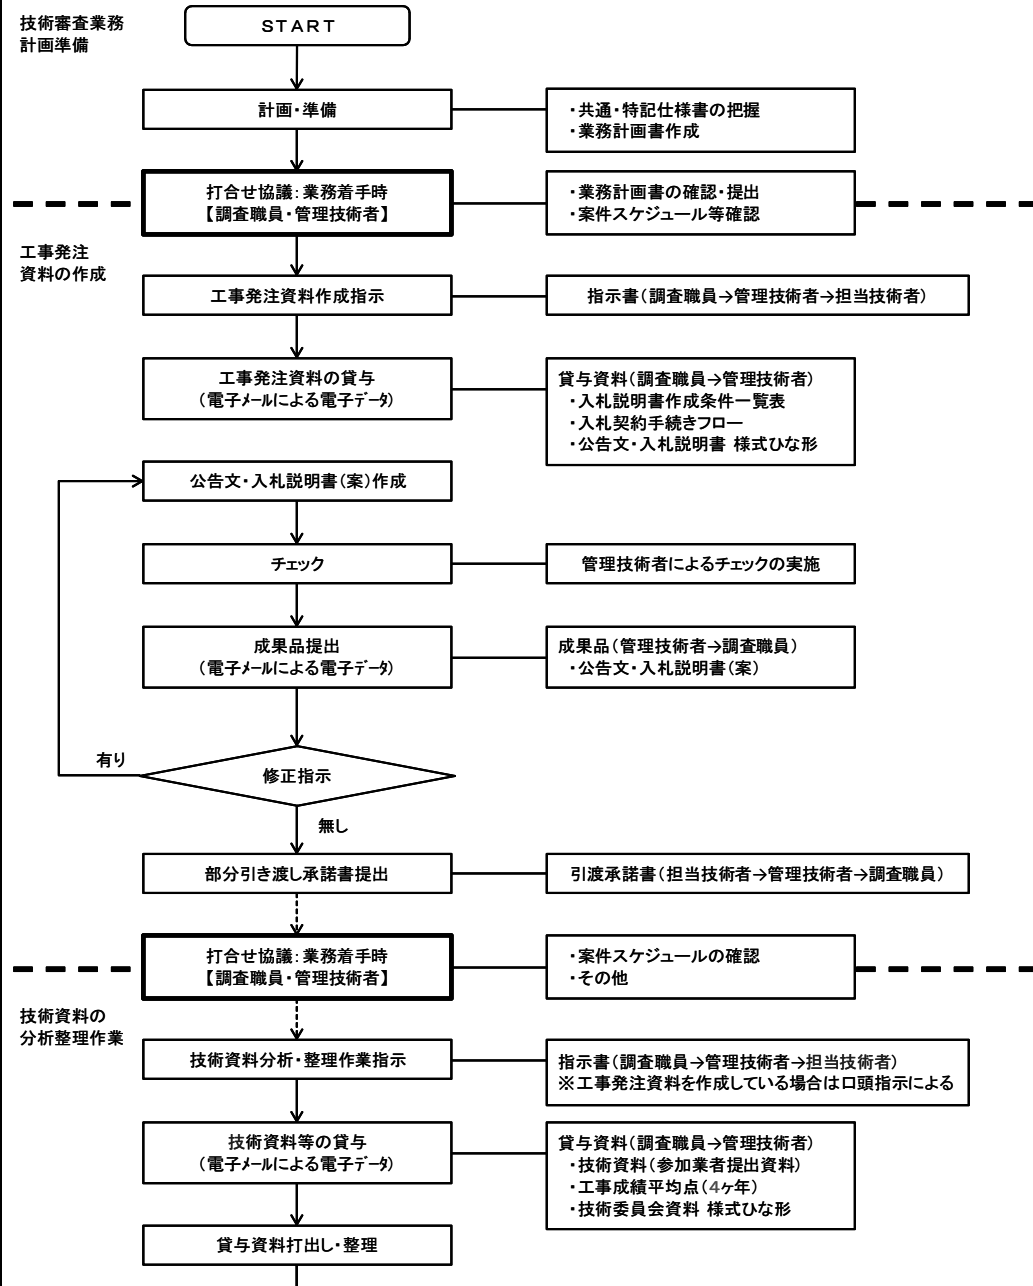 技術審査業務
計画準備
START
計画・準備
・共通・特記仕様書の把握
・業務計画書作成
打合せ協議：業務着手時
【調査職員・管理技術者】
・業務計画書の確認・提出
・案件スケジュール等確認
工事発注
資料の作成
工事発注資料作成指示
指示書（調査職員→管理技術者→担当技術者）
工事発注資料の貸与
（電子メールによる電子データ）
貸与資料（調査職員→管理技術者）
・入札説明書作成条件一覧表
・入札契約手続きフロー
・公告文・入札説明書 様式ひな形
公告文・入札説明書（案）作成
チェック
管理技術者によるチェックの実施
成果品提出
（電子メールによる電子データ）
成果品（管理技術者→調査職員）
・公告文・入札説明書（案）
有り
修正指示
無し
部分引き渡し承諾書提出
引渡承諾書（担当技術者→管理技術者→調査職員）
打合せ協議：業務着手時
【調査職員・管理技術者】
・案件スケジュールの確認
・その他
技術資料の
分析整理作業
技術資料分析・整理作業指示
指示書（調査職員→管理技術者→担当技術者）
※工事発注資料を作成している場合は口頭指示による
技術資料等の貸与
（電子メールによる電子データ）
貸与資料（調査職員→管理技術者）
・技術資料（参加業者提出資料）
・工事成績平均点（4ヶ年）
・技術委員会資料 様式ひな形
貸与資料打出し・整理